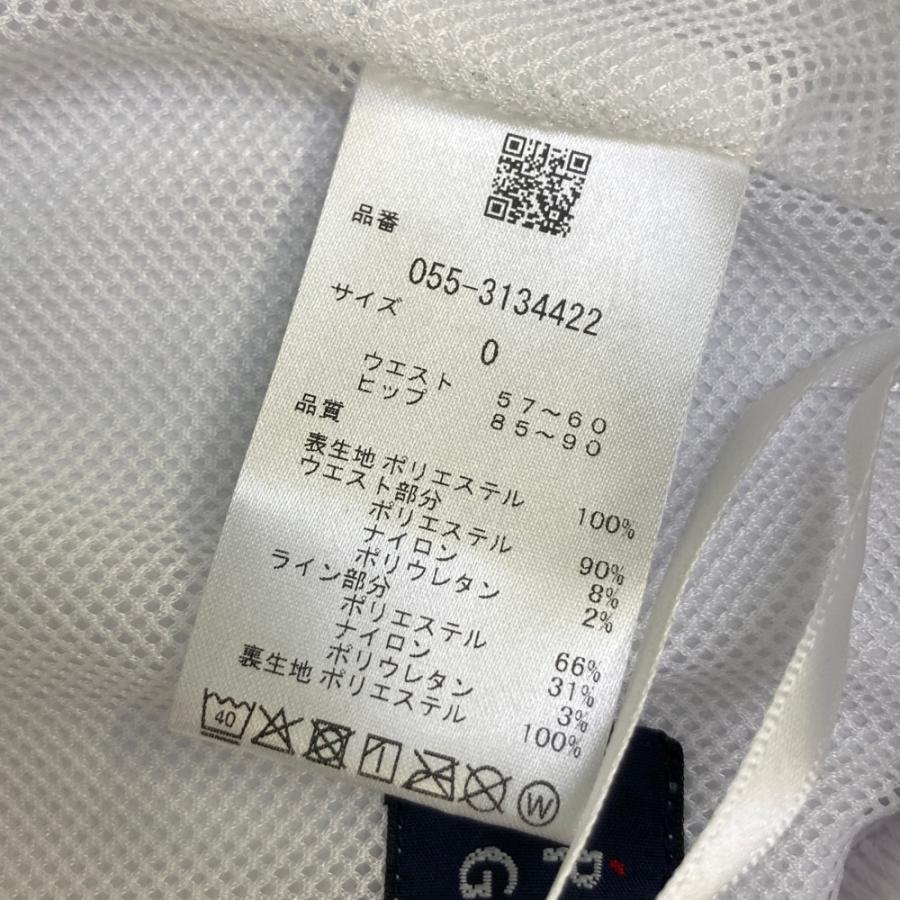 品番
055-3134422
サイズ
0
ウエスト 57～60
ヒップ 85～90
品質
表生地 ポリエステル 100%
ウエスト部分
ポリエステル 90%
ナイロン 8%
ポリウレタン 2%
ライン部分
ポリエステル 66%
ナイロン 31%
ポリウレタン 3%
裏生地 ポリエステル 100%
40
W
P
G